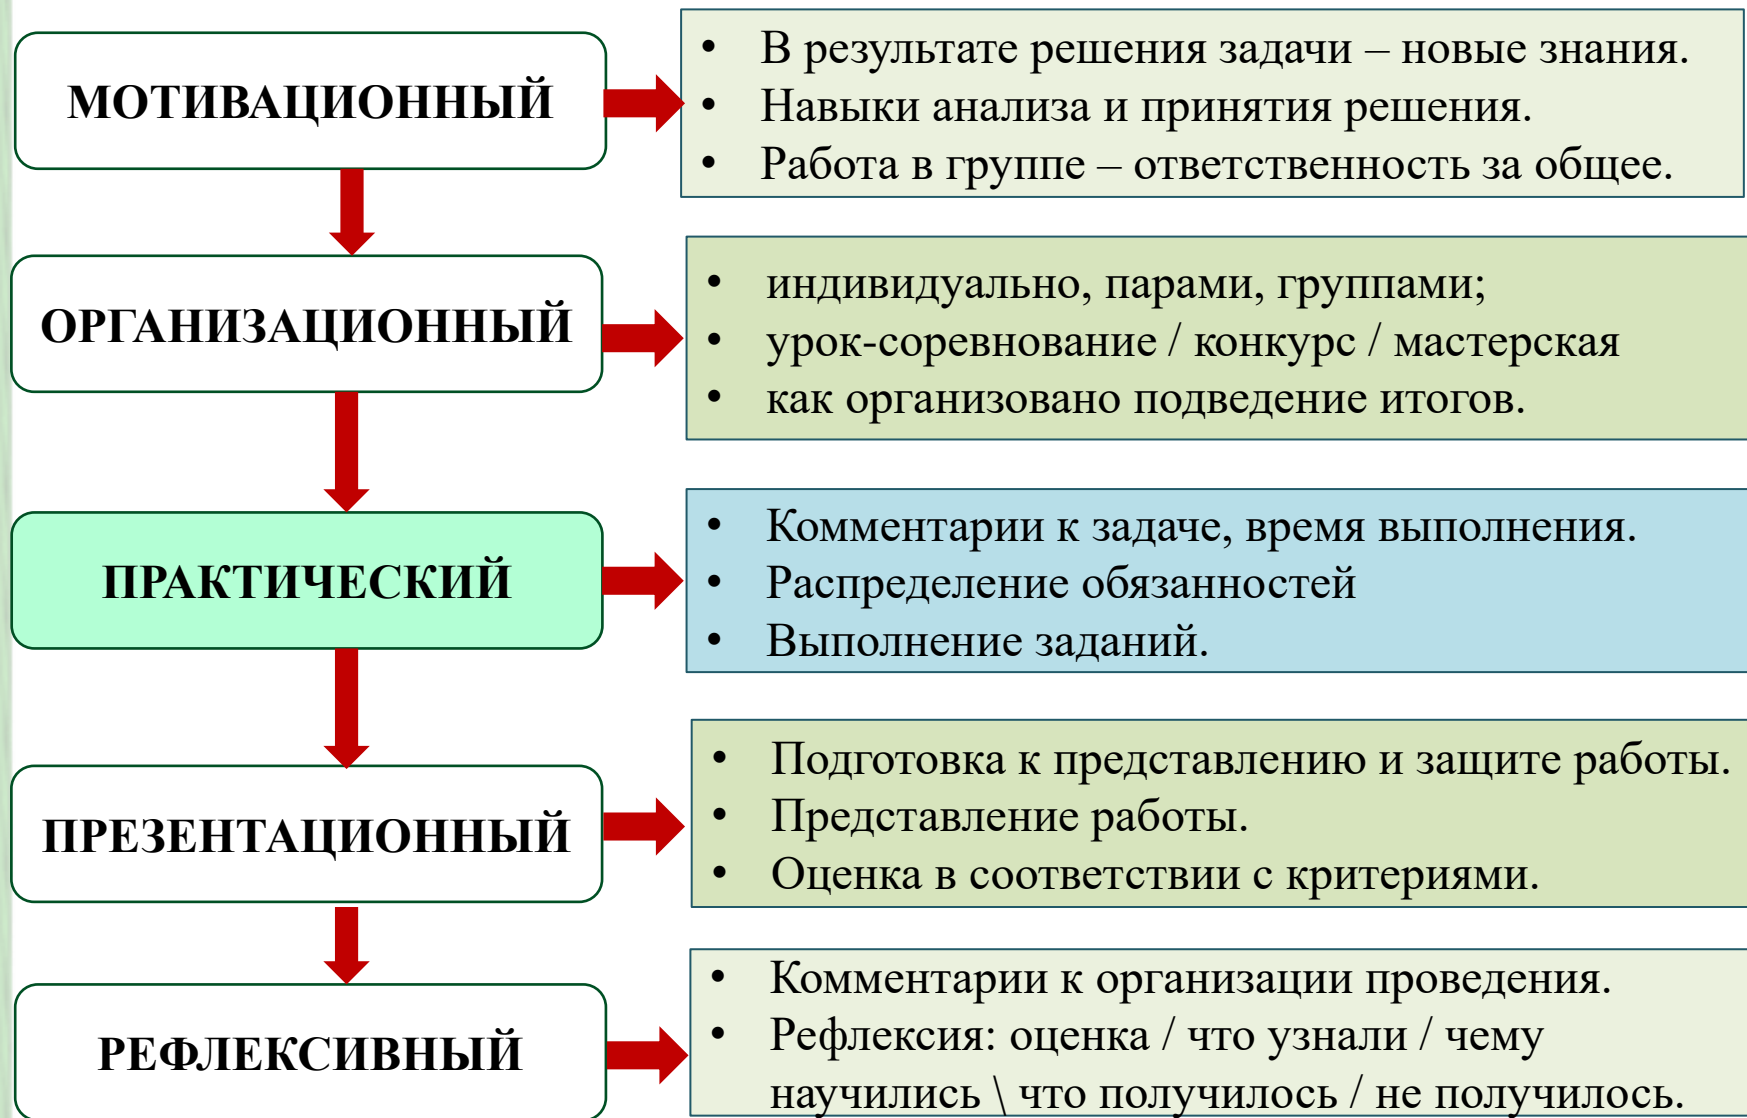 МОТИВАЦИОННЫЙ
• В результате решения задачи – новые знания.
• Навыки анализа и принятия решения.
• Работа в группе – ответственность за общее.
ОРГАНИЗАЦИОННЫЙ
• индивидуально, парами, группами;
• урок-соревнование / конкурс / мастерская
• как организовано подведение итогов.
ПРАКТИЧЕСКИЙ
• Комментарии к задаче, время выполнения.
• Распределение обязанностей
• Выполнение заданий.
ПРЕЗЕНТАЦИОННЫЙ
• Подготовка к представлению и защите работы.
• Представление работы.
• Оценка в соответствии с критериями.
РЕФЛЕКСИВНЫЙ
• Комментарии к организации проведения.
• Рефлексия: оценка / что узнали / чему
научились \ что получилось / не получилось.